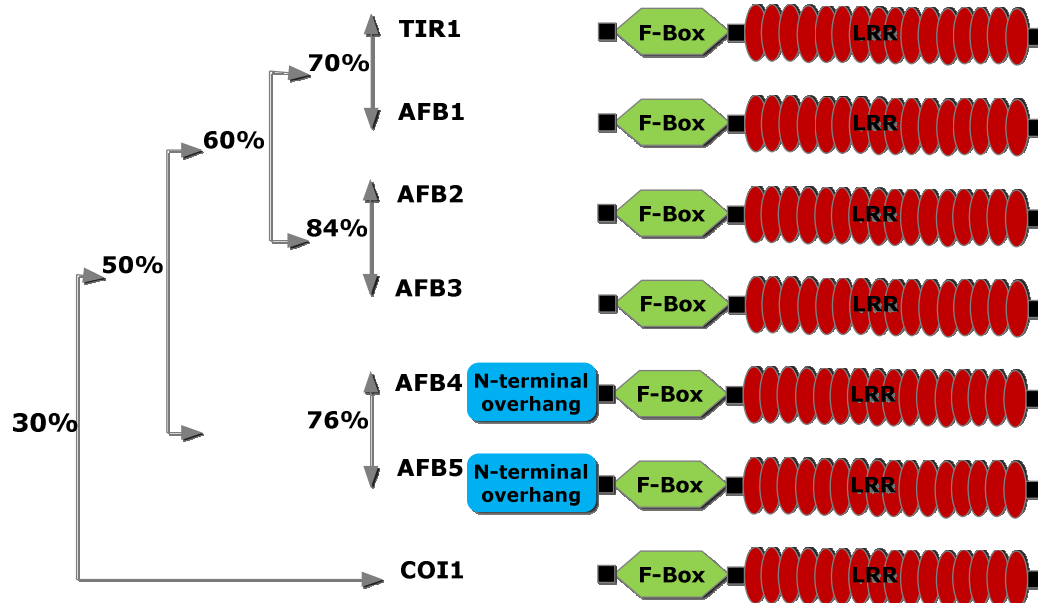 TIR1
F-Box
LRR
70%
AFB1
F-Box
LRR
60%
AFB2
F-Box
LRR
84%
50%
AFB3
F-Box
LRR
AFB4
N-terminal
overhang
F-Box
LRR
30%
76%
AFB5
N-terminal
overhang
F-Box
LRR
COI1
F-Box
LRR